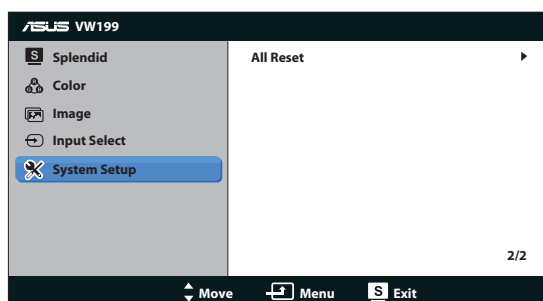 ASUS VW199
S Splendid
Color
Image
Input Select
System Setup
All Reset
2/2
Move Menu S Exit